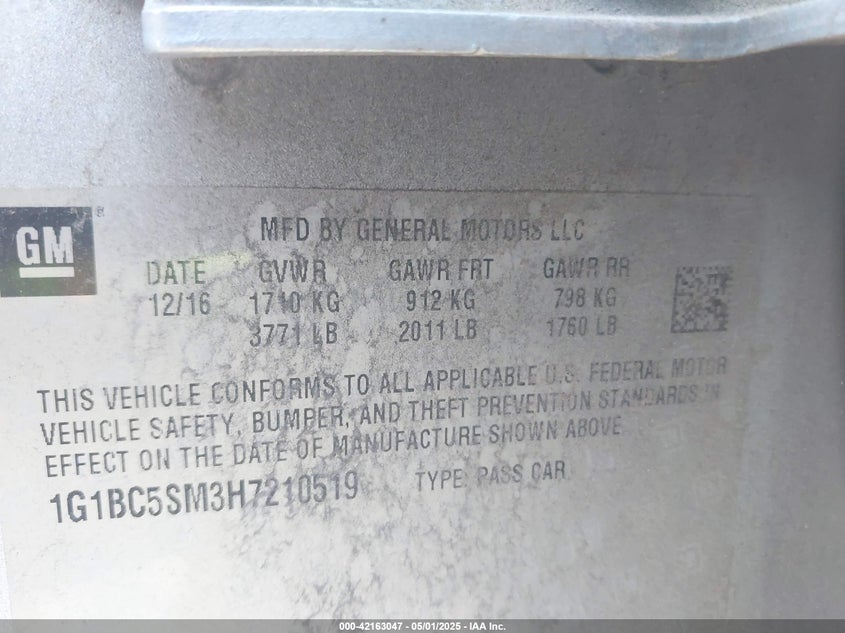 GM
MFD BY GENERAL MOTORS LLC
DATE GVWR GAWR FRT GAWR RR
12/16 1710 KG 912 KG 798 KG
3771 LB 2011 LB 1760 LB
THIS VEHICLE CONFORMS TO ALL APPLICABLE U.S. FEDERAL MOTOR
VEHICLE SAFETY, BUMPER, AND THEFT PREVENTION STANDARDS IN
EFFECT ON THE DATE OF MANUFACTURE SHOWN ABOVE
1G1BC5SM3H7210519 TYPE: PASS CAR
000-42163047 - 05/01/2025 - IAA Inc.